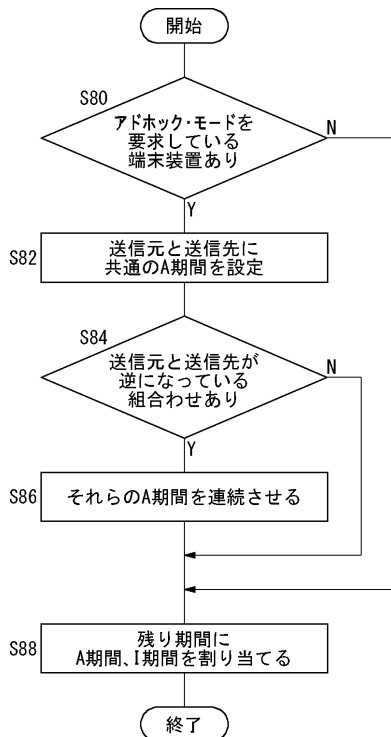 開始
S80
アドホック・モードを
要求している
端末装置あり
N
Y
S82
送信元と送信先に
共通のA期間を設定
S84
送信元と送信先が
逆になっている
組合わせあり
N
Y
S86
それらのA期間を連続させる
S88
残り期間に
A期間、I期間を割り当てる
終了